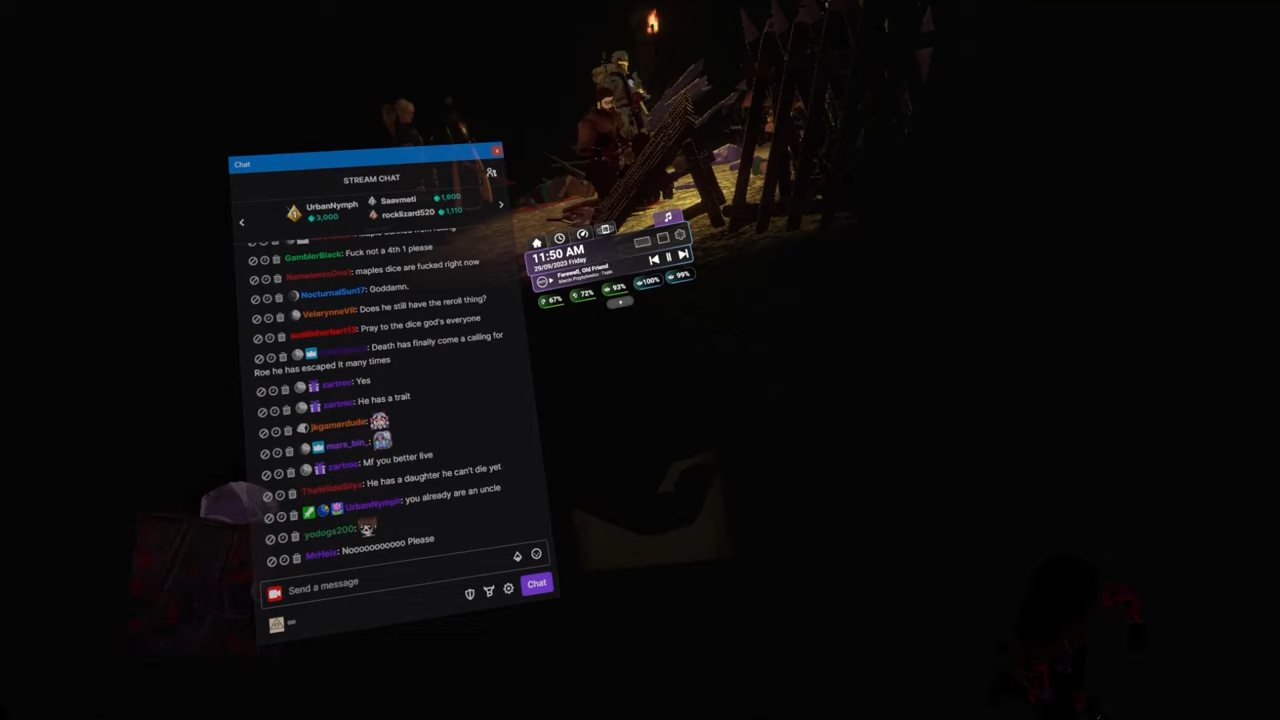 Chat
STREAM CHAT
UrbanNymph
3,000
Saavmeti 1,600
rocklizard520 1,110
GamblerBlack: Fuck not a 4th 1 please
maples dice are fucked right now
NocturnalSun17: Goddamn.
VelarynneVR: Does he still have the reroll thing?
austinherbert13: Pray to the dice god's everyone
Death has finally come a calling for
Roe he has escaped it many times
zartroc: Yes
zartroc: He has a trait
jkgamerdude:
mars_bin_:
zartroc: Mf you better live
He has a daughter he can't die yet
UrbanNymph: you already are an uncle
yodogs200:
MrHeix: Nooooooooooo Please
Send a message
Chat
∞
11:50 AM
29/09/2023 Friday
Farewell, Old Friend
67% 72% 93% 100% 99%
+